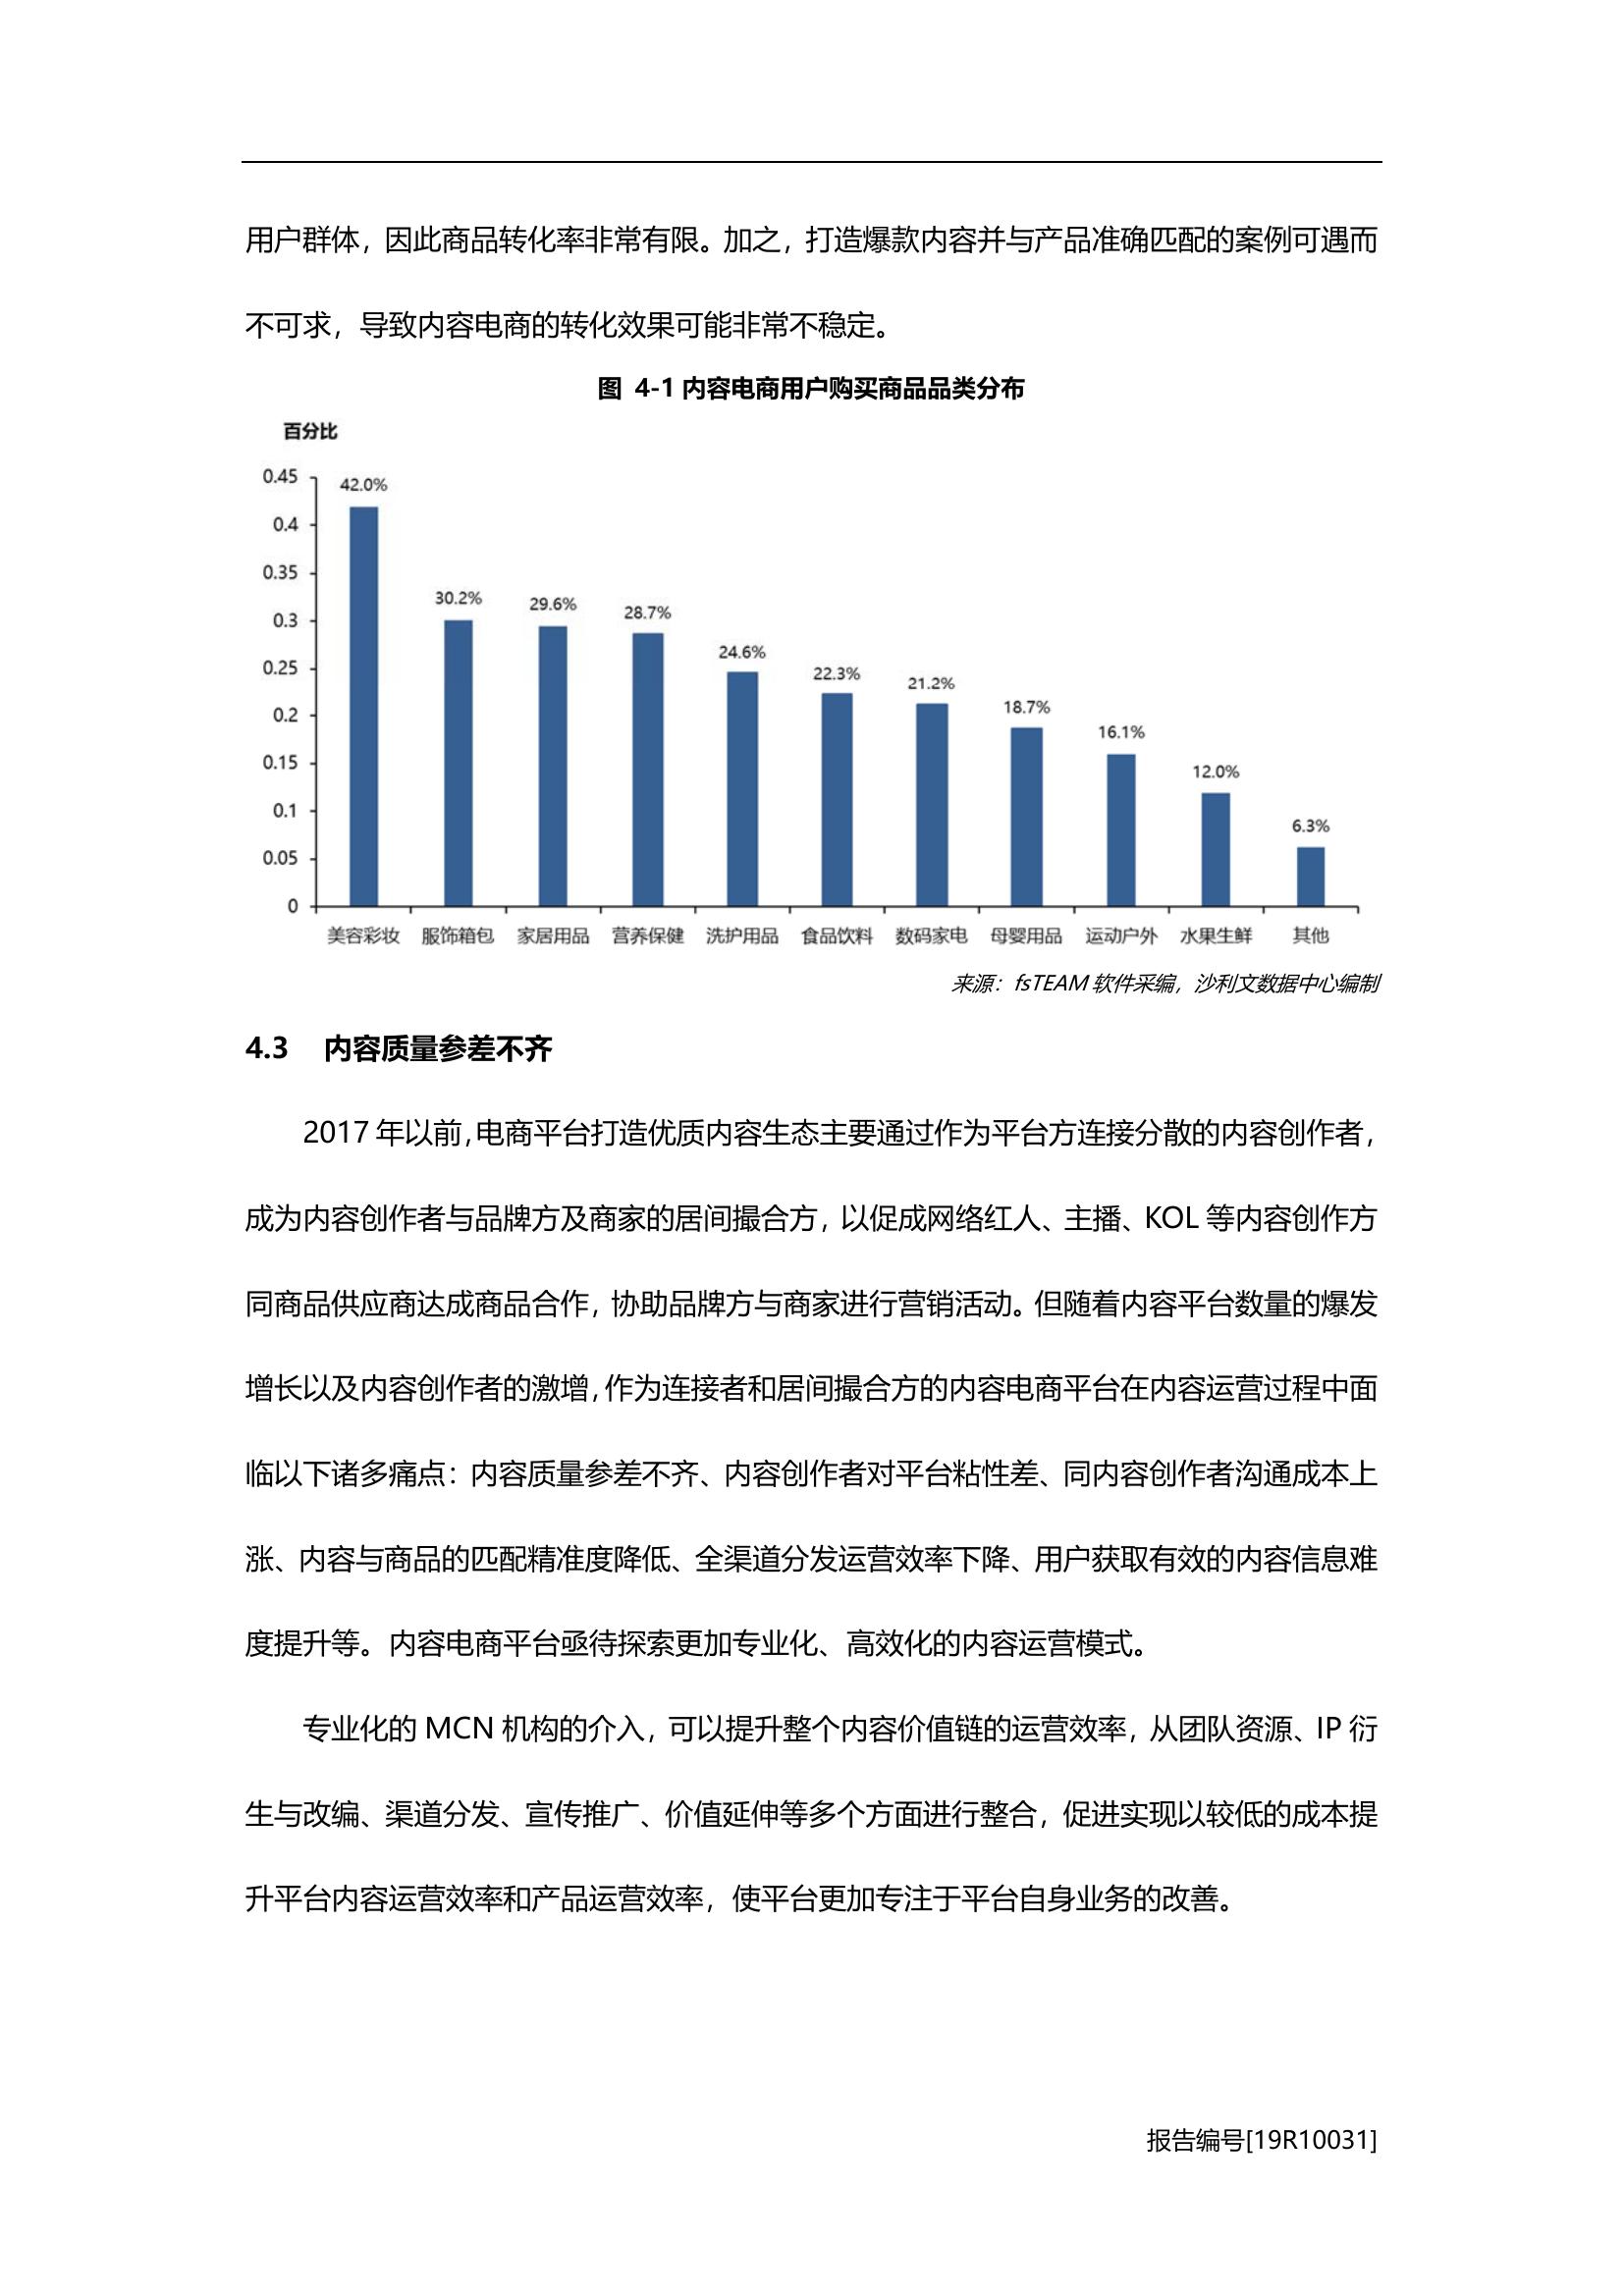 用户群体，因此商品转化率非常有限。加之，打造爆款内容并与产品准确匹配的案例可遇而
不可求，导致内容电商的转化效果可能非常不稳定。
图 4-1 内容电商用户购买商品品类分布
百分比
0.45
0.4
0.35
0.3
0.25
0.2
0.15
0.1
0.05
0
42.0%
30.2%
29.6%
28.7%
24.6%
22.3%
21.2%
18.7%
16.1%
12.0%
6.3%
美容彩妆 服饰箱包 家居用品 营养保健 洗护用品 食品饮料 数码家电 母婴用品 运动户外 水果生鲜 其他
来源：fsTEAM 软件采编，沙利文数据中心编制
4.3 内容质量参差不齐
2017 年以前，电商平台打造优质内容生态主要通过作为平台方连接分散的内容创作者，
成为内容创作者与品牌方及商家的居间撮合方，以促成网络红人、主播、KOL 等内容创作方
同商品供应商达成商品合作，协助品牌方与商家进行营销活动。但随着内容平台数量的爆发
增长以及内容创作者的激增，作为连接者和居间撮合方的内容电商平台在内容运营过程中面
临以下诸多痛点：内容质量参差不齐、内容创作者对平台粘性差、同内容创作者沟通成本上
涨、内容与商品的匹配精准度降低、全渠道分发运营效率下降、用户获取有效的内容信息难
度提升等。内容电商平台亟待探索更加专业化、高效化的内容运营模式。
专业化的 MCN 机构的介入，可以提升整个内容价值链的运营效率，从团队资源、IP 衍
生与改编、渠道分发、宣传推广、价值延伸等多个方面进行整合，促进实现以较低的成本提
升平台内容运营效率和产品运营效率，使平台更加专注于平台自身业务的改善。
报告编号[19R10031]